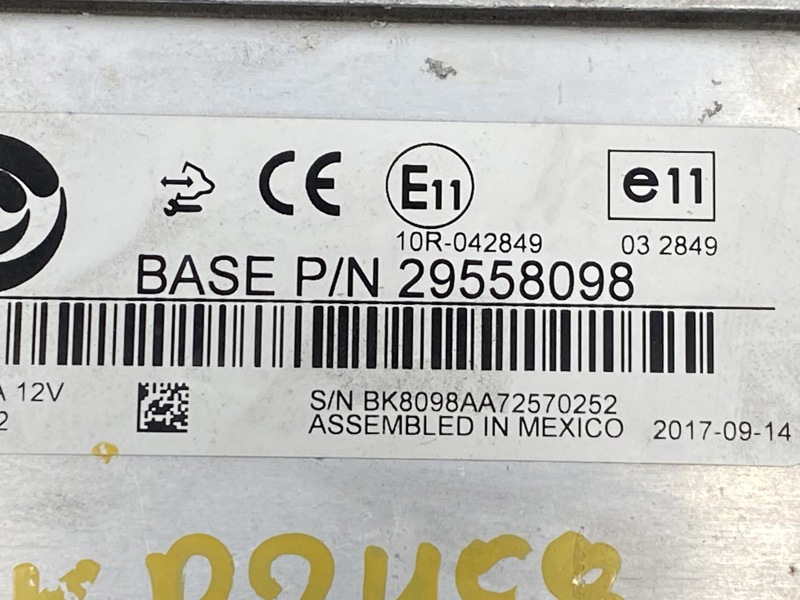 CE E11 e11
10R-042849 03 2849
BASE P/N 29558098
A 12V
2
S/N BK8098AA72570252
ASSEMBLED IN MEXICO 2017-09-14